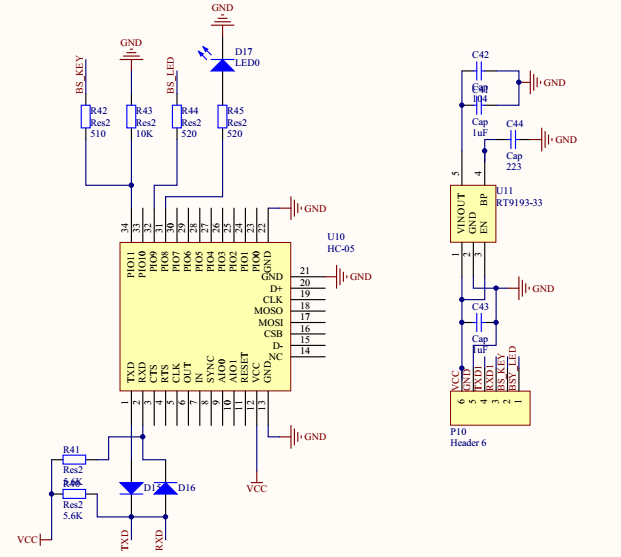 GND
D17
LED0
BS_KEY
GND
BS_LED
R42
Res2
510
R43
Res2
10K
R44
Res2
520
R45
Res2
520
34
33
32
31
30
29
28
27
26
25
24
23
22
GND
PIO11
PIO10
PIO9
PIO8
PIO7
PIO6
PIO5
PIO4
PIO3
PIO2
PIO1
PIO0
GND
U10
HC-05
GND 21 GND
D+ 20
CLK 19
MOSO 18
MOSI 17
CSB 16
D- 15
NC 14
TXD
RXD
CTS
RTS
CLK
OUT
IN
SYNC
AIO0
AIO1
RESET
VCC
GND
1
2
3
4
5
6
7
8
9
10
11
12
13
GND
R41
Res2
5.6K
Res2
5.6K
D16
VCC
VCC
TXD
RXD
C42
Cap
104
GND
Cap
1uF
C44
Cap
223
GND
5
4
U11
RT9193-33
VIN
OUT
GND
BP
EN
1
2
3
GND
C43
Cap
1uF
VCC
GND
TXD1
RXD1
BS_KEY
BSY_LED
6
5
4
3
2
1
P10
Header 6